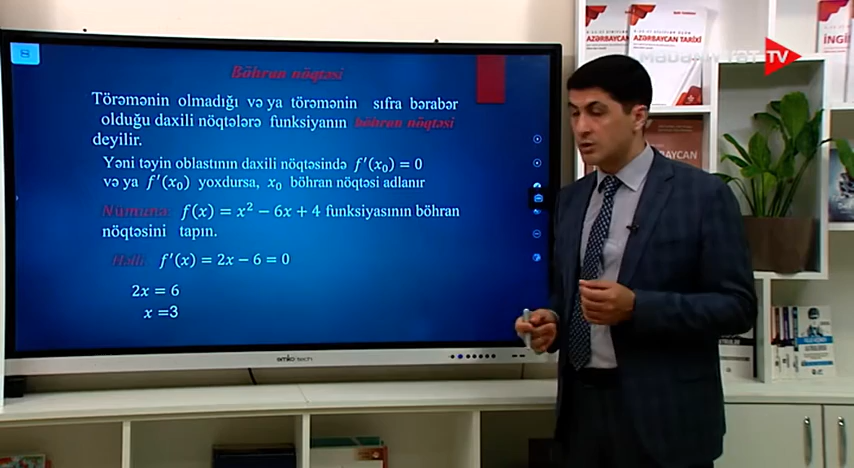 Böhran nöqtəsi
Törəmənin olmadığı və ya törəmənin sıfra bərabər
olduğu daxili nöqtələrə funksiyanın böhran nöqtəsi
deyilir.
Yəni təyin oblastının daxili nöqtəsində f′(x₀) = 0
və ya f′(x₀) yoxdursa, x₀ böhran nöqtəsi adlanır
Nümunə. f(x) = x² − 6x + 4 funksiyasının böhran
nöqtəsini tapın.
Həlli. f′(x) = 2x − 6 = 0
2x = 6
x =3
AZƏRBAYCAN
AZƏRBAYCAN TARİXİ
İNGİ
MƏDƏNİYYƏT TV